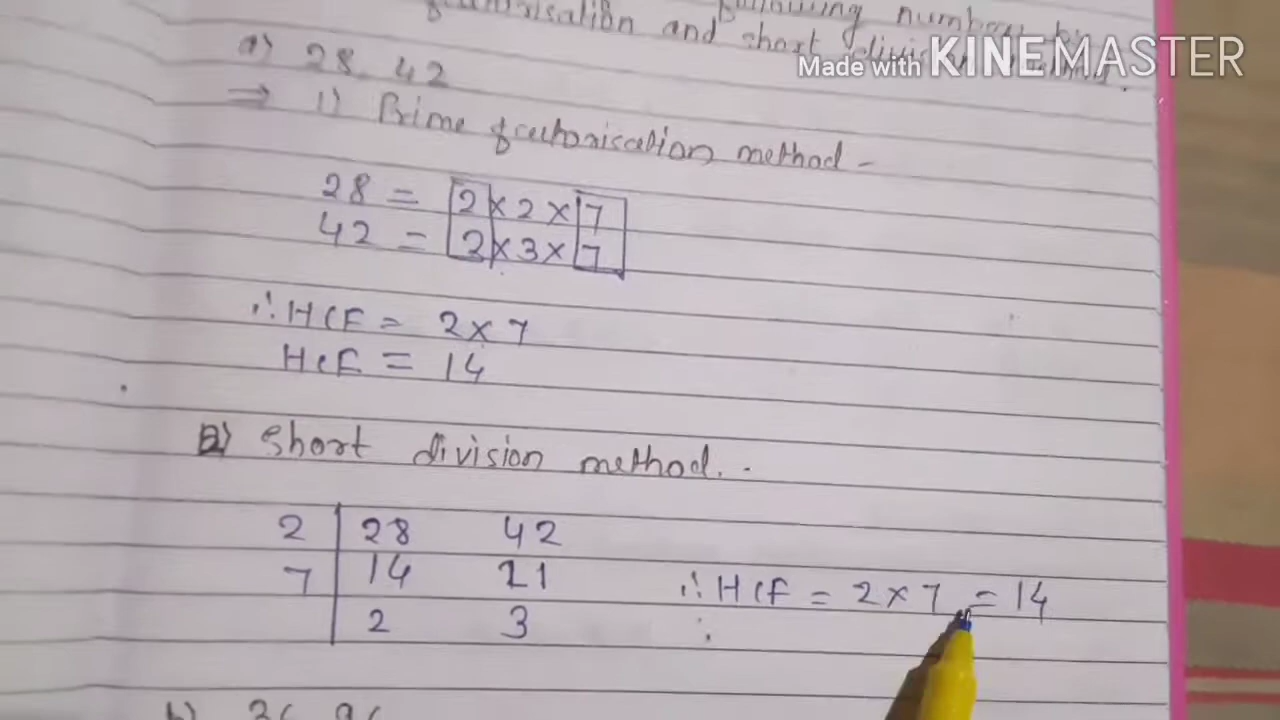 following numbers by
factorisation and short division method.
Made with KINEMASTER
a) 28, 42
⇒ 1) Prime factorisation method -
28 = 2 × 2 × 7
42 = 2 × 3 × 7
∴ HCF = 2 × 7
HCF = 14
2) Short division method. -
2 | 28 42
7 | 14 21
∴ HCF = 2 × 7 = 14
2 3
b)